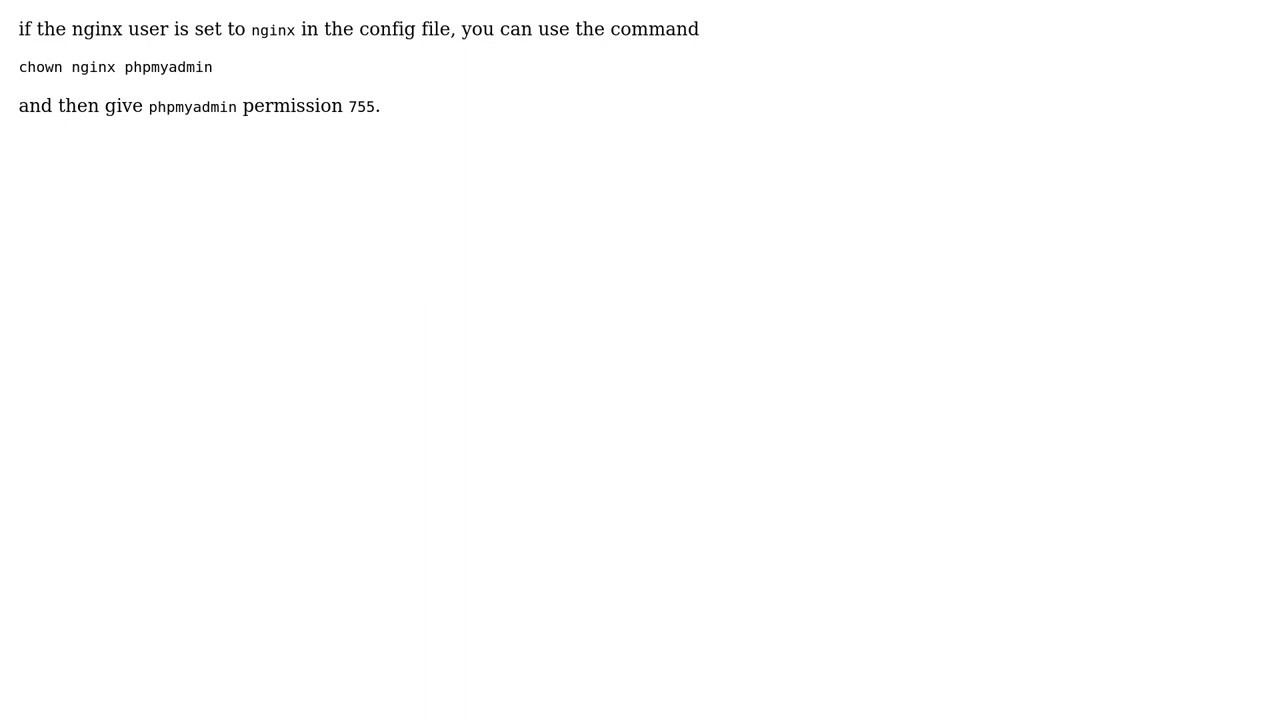 if the nginx user is set to nginx in the config file, you can use the command
chown nginx phpmyadmin
and then give phpmyadmin permission 755.